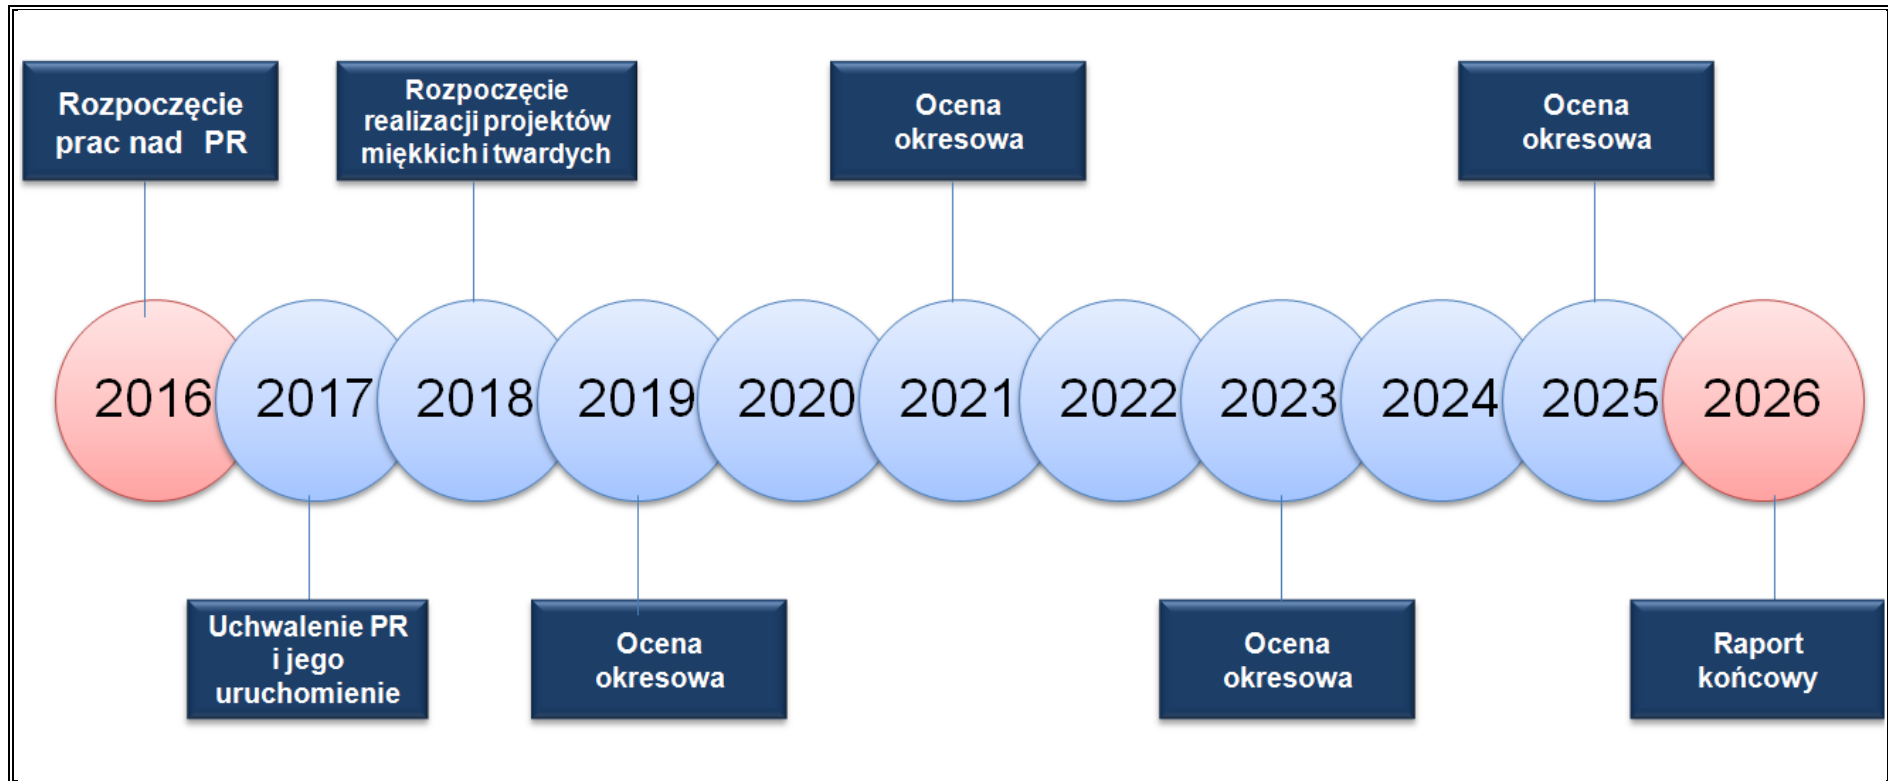 Rozpoczęcie
prac nad PR
Rozpoczęcie
realizacji projektów
miękkich i twardych
Ocena
okresowa
Ocena
okresowa
2016
2017
2018
2019
2020
2021
2022
2023
2024
2025
2026
Uchwalenie PR
i jego
uruchomienie
Ocena
okresowa
Ocena
okresowa
Raport
końcowy